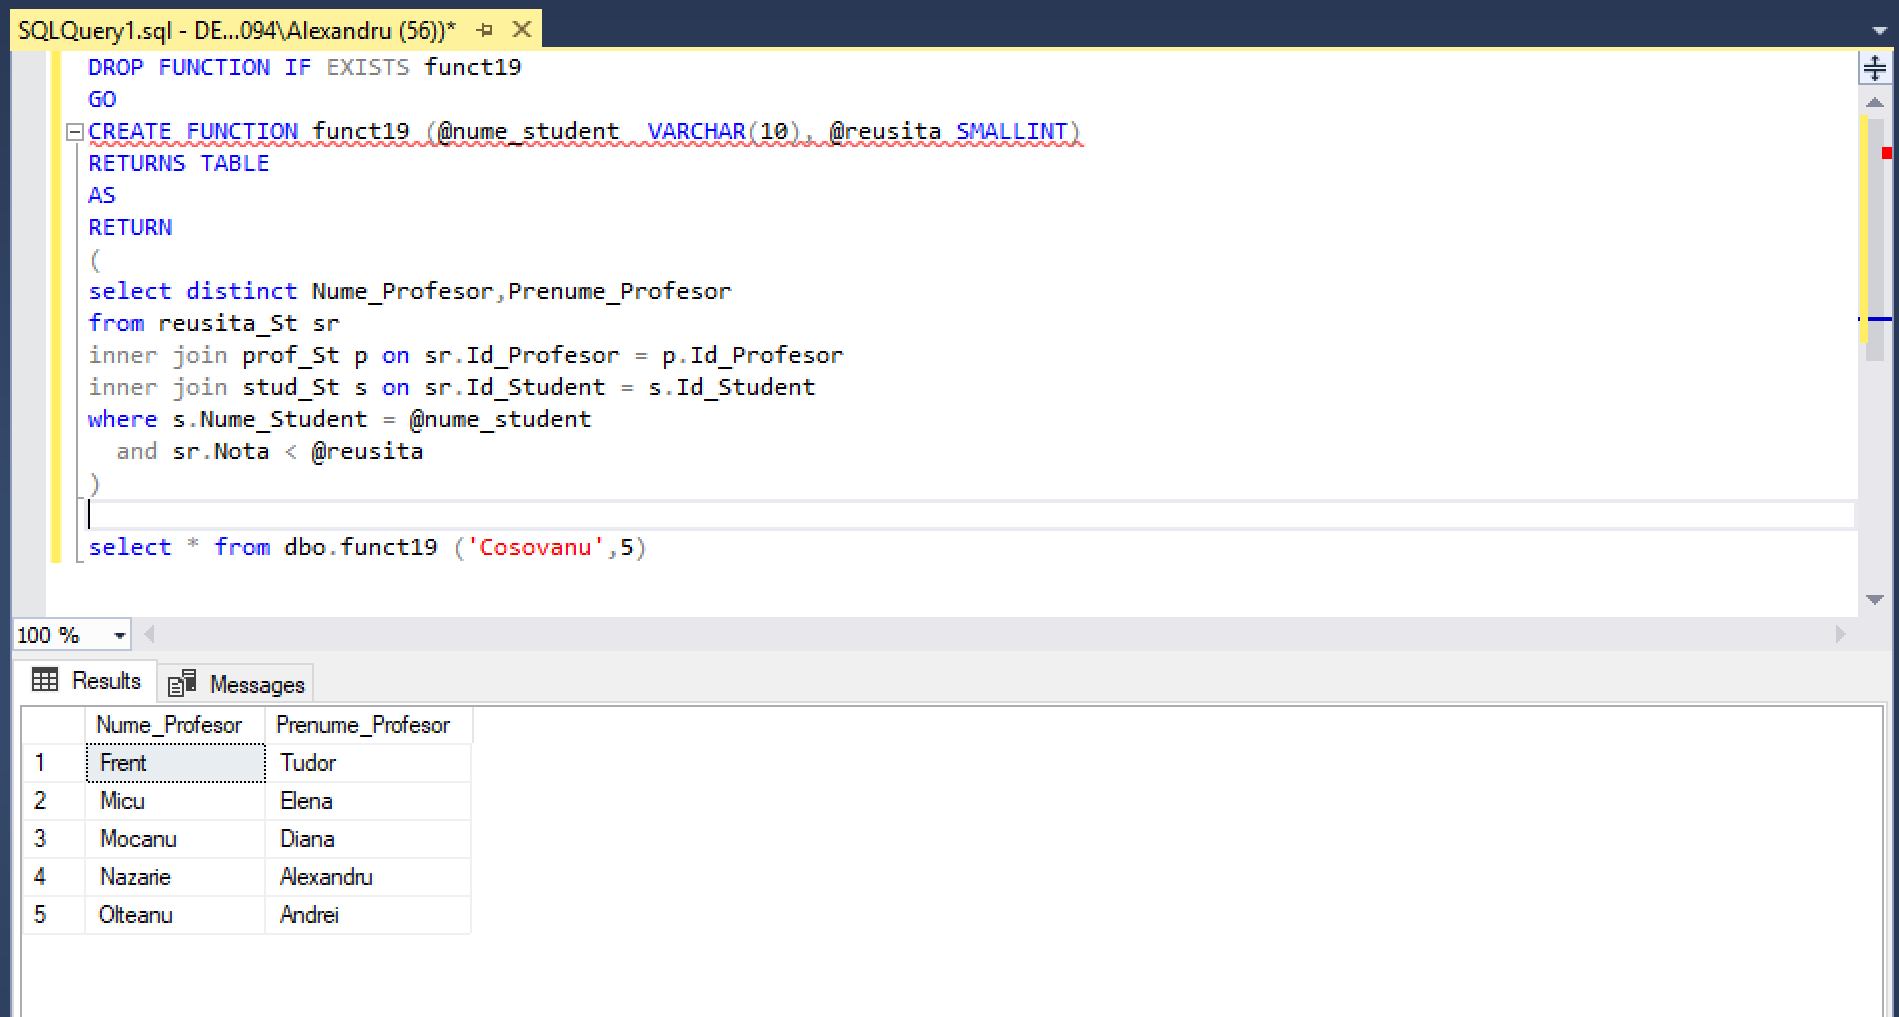 SQLQuery1.sql - DE...094\Alexandru (56))*
DROP FUNCTION IF EXISTS funct19
GO
CREATE FUNCTION funct19 (@nume_student  VARCHAR(10), @reusita SMALLINT)
RETURNS TABLE
AS
RETURN
(
select distinct Nume_Profesor,Prenume_Profesor
from reusita_St sr
inner join prof_St p on sr.Id_Profesor = p.Id_Profesor
inner join stud_St s on sr.Id_Student = s.Id_Student
where s.Nume_Student = @nume_student
  and sr.Nota < @reusita
)
select * from dbo.funct19 ('Cosovanu',5)
100 %
Results Messages
Nume_Profesor Prenume_Profesor
1 Frent Tudor
2 Micu Elena
3 Mocanu Diana
4 Nazarie Alexandru
5 Olteanu Andrei